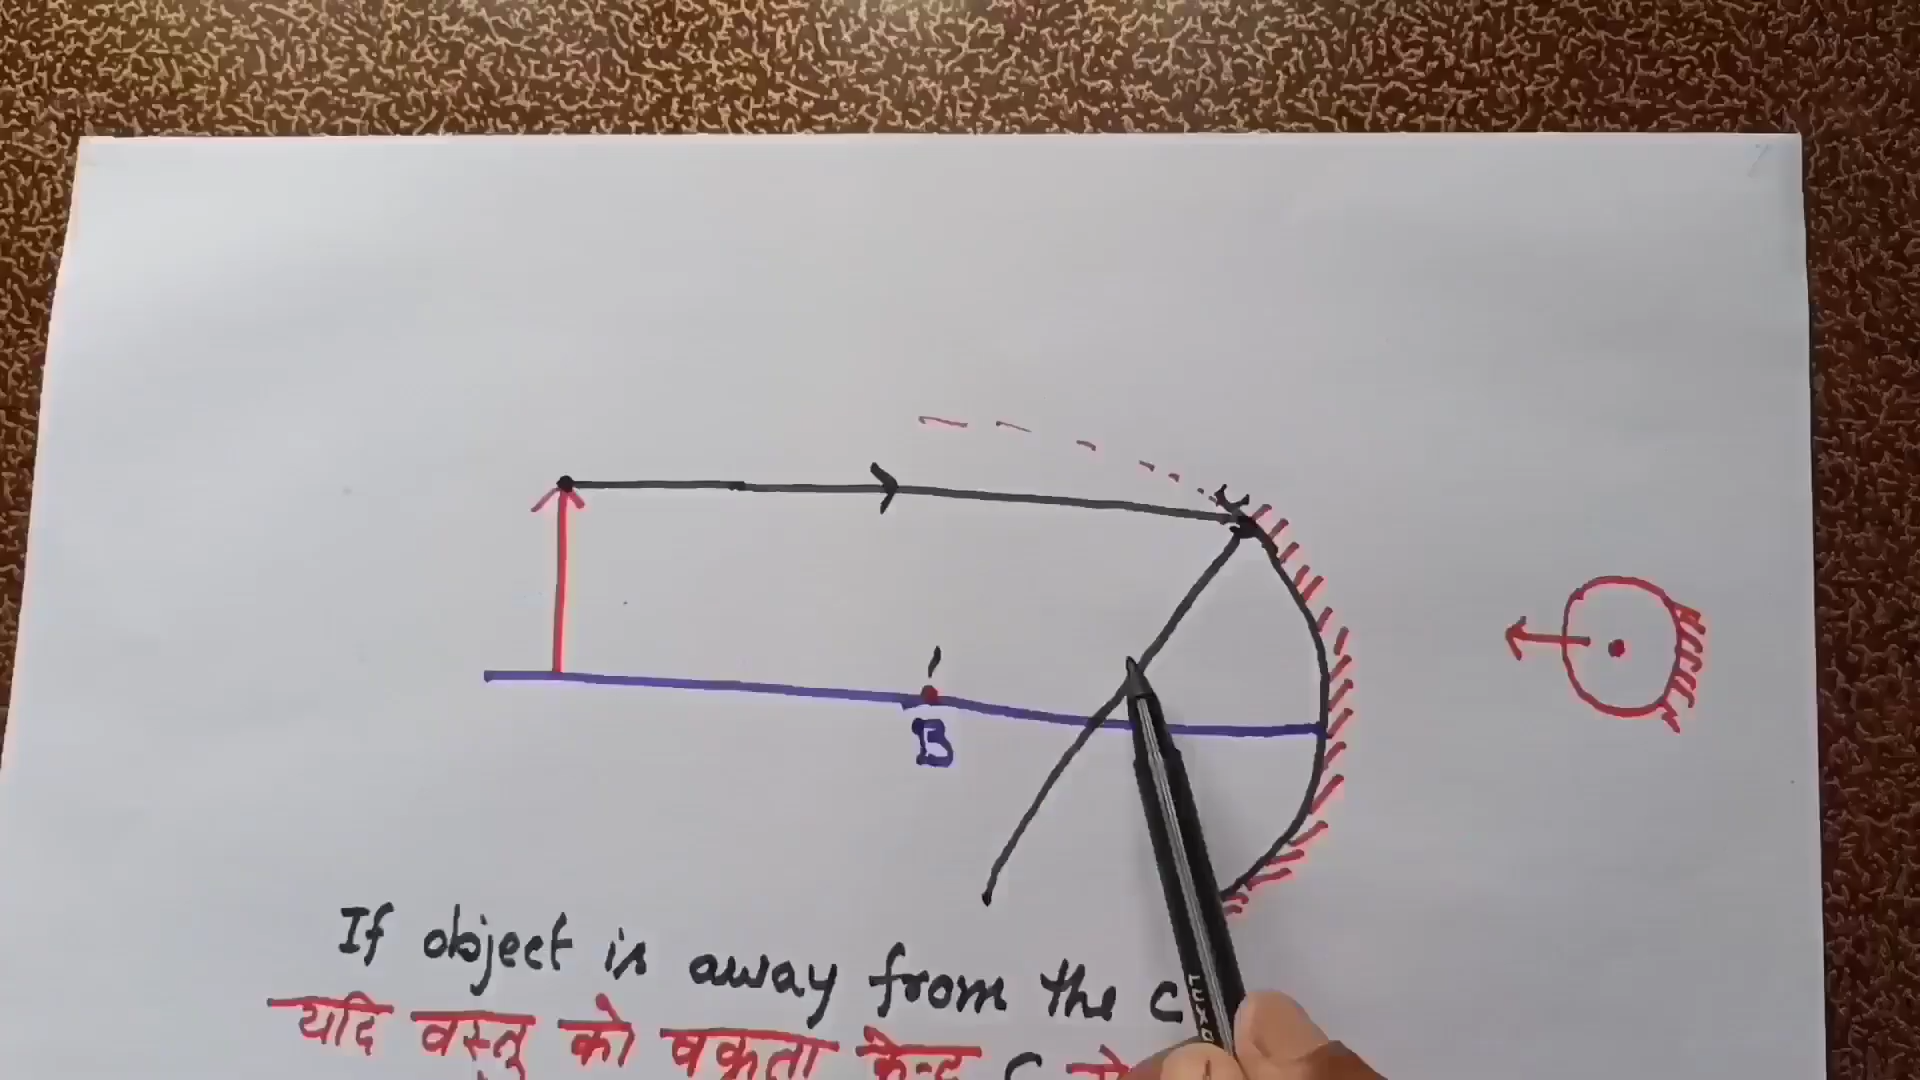 B
If object is away from the C
यदि वस्तु को वक्रता केन्द्र C से